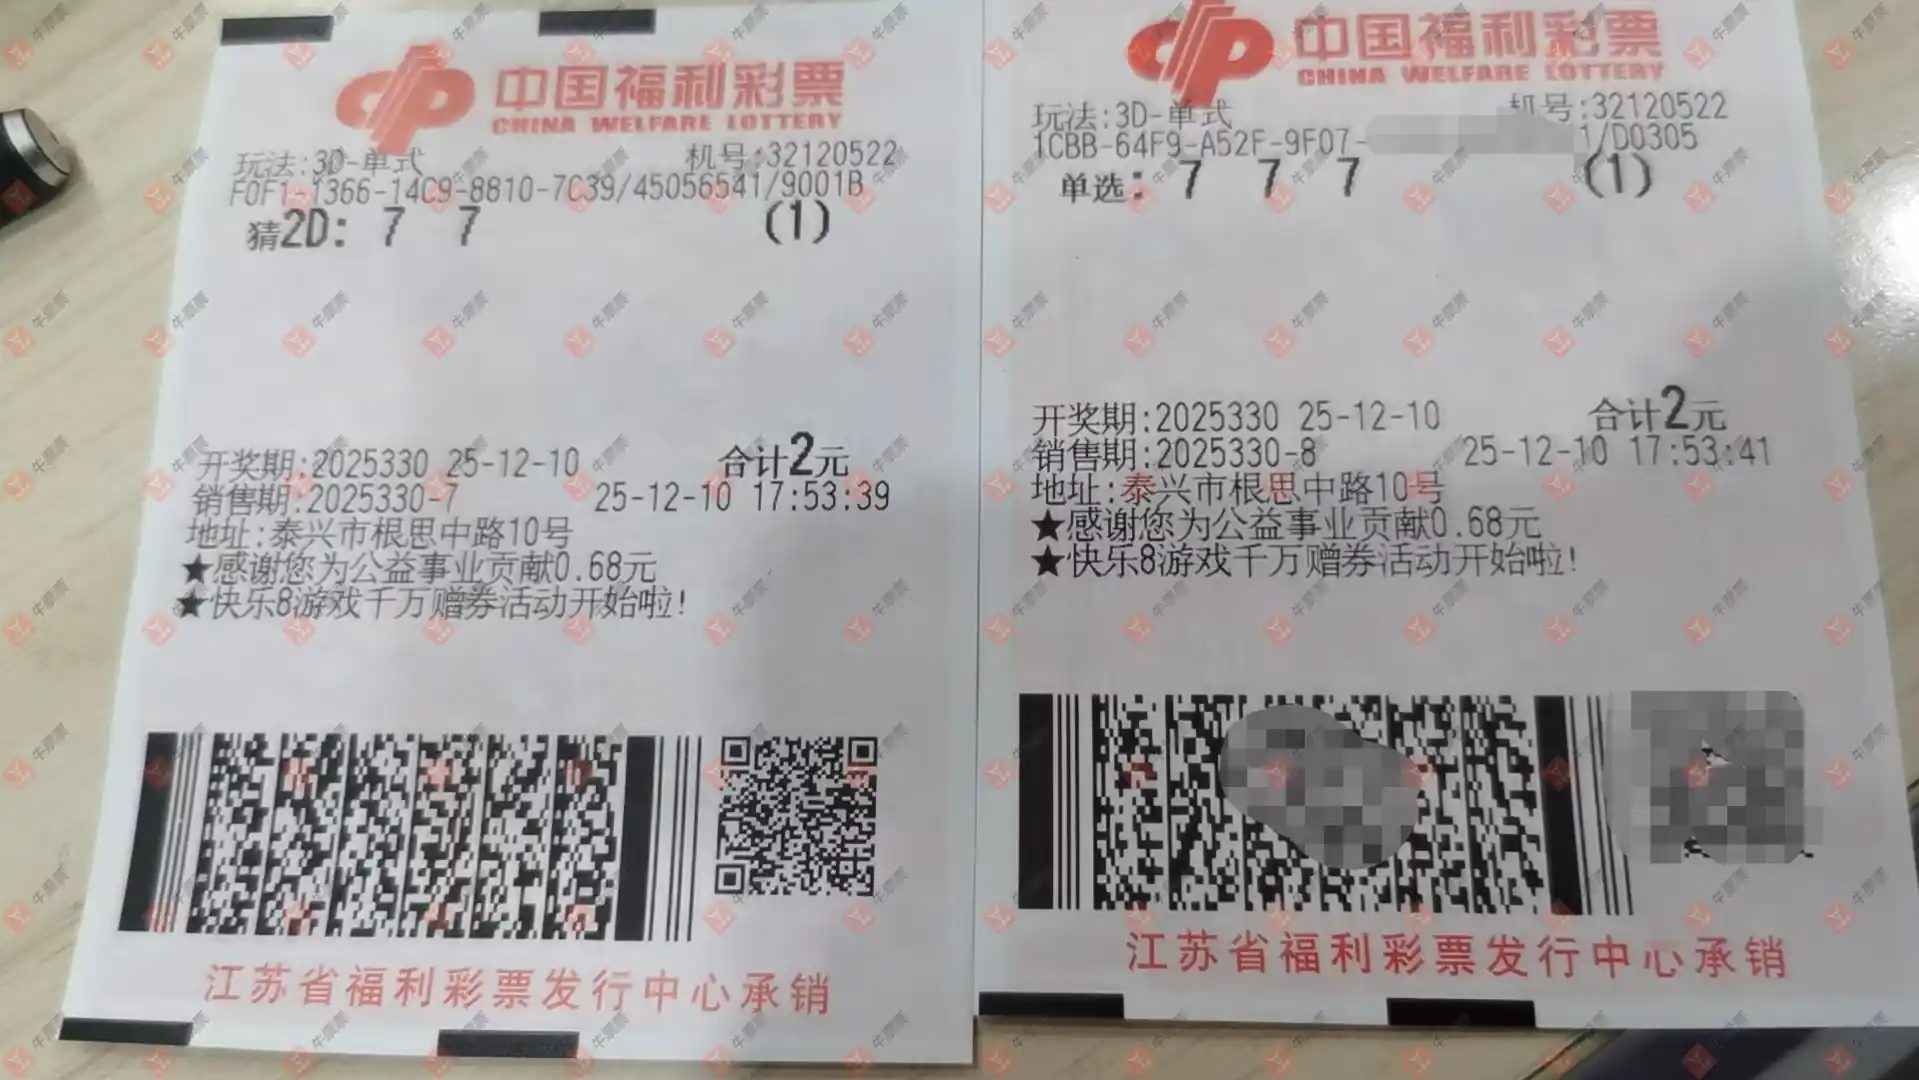 中国福利彩票
CHINA WELFARE LOTTERY
玩法:3D-单式 机号:32120522
F0F1-1366-14C9-8810-7C39/45056541/9001B
猜2D: 7 7 (1)
开奖期:2025330 25-12-10 合计2元
销售期:2025330-7 25-12-10 17:53:39
地址:泰兴市根思中路10号
★感谢您为公益事业贡献0.68元
★快乐8游戏千万赠券活动开始啦!
江苏省福利彩票发行中心承销
中国福利彩票
CHINA WELFARE LOTTERY
玩法:3D-单式 机号:32120522
1CBB-64F9-A52F-9F07- 1/D0305
单选: 7 7 7 (1)
开奖期:2025330 25-12-10 合计2元
销售期:2025330-8 25-12-10 17:53:41
地址:泰兴市根思中路10号
★感谢您为公益事业贡献0.68元
★快乐8游戏千万赠券活动开始啦!
江苏省福利彩票发行中心承销